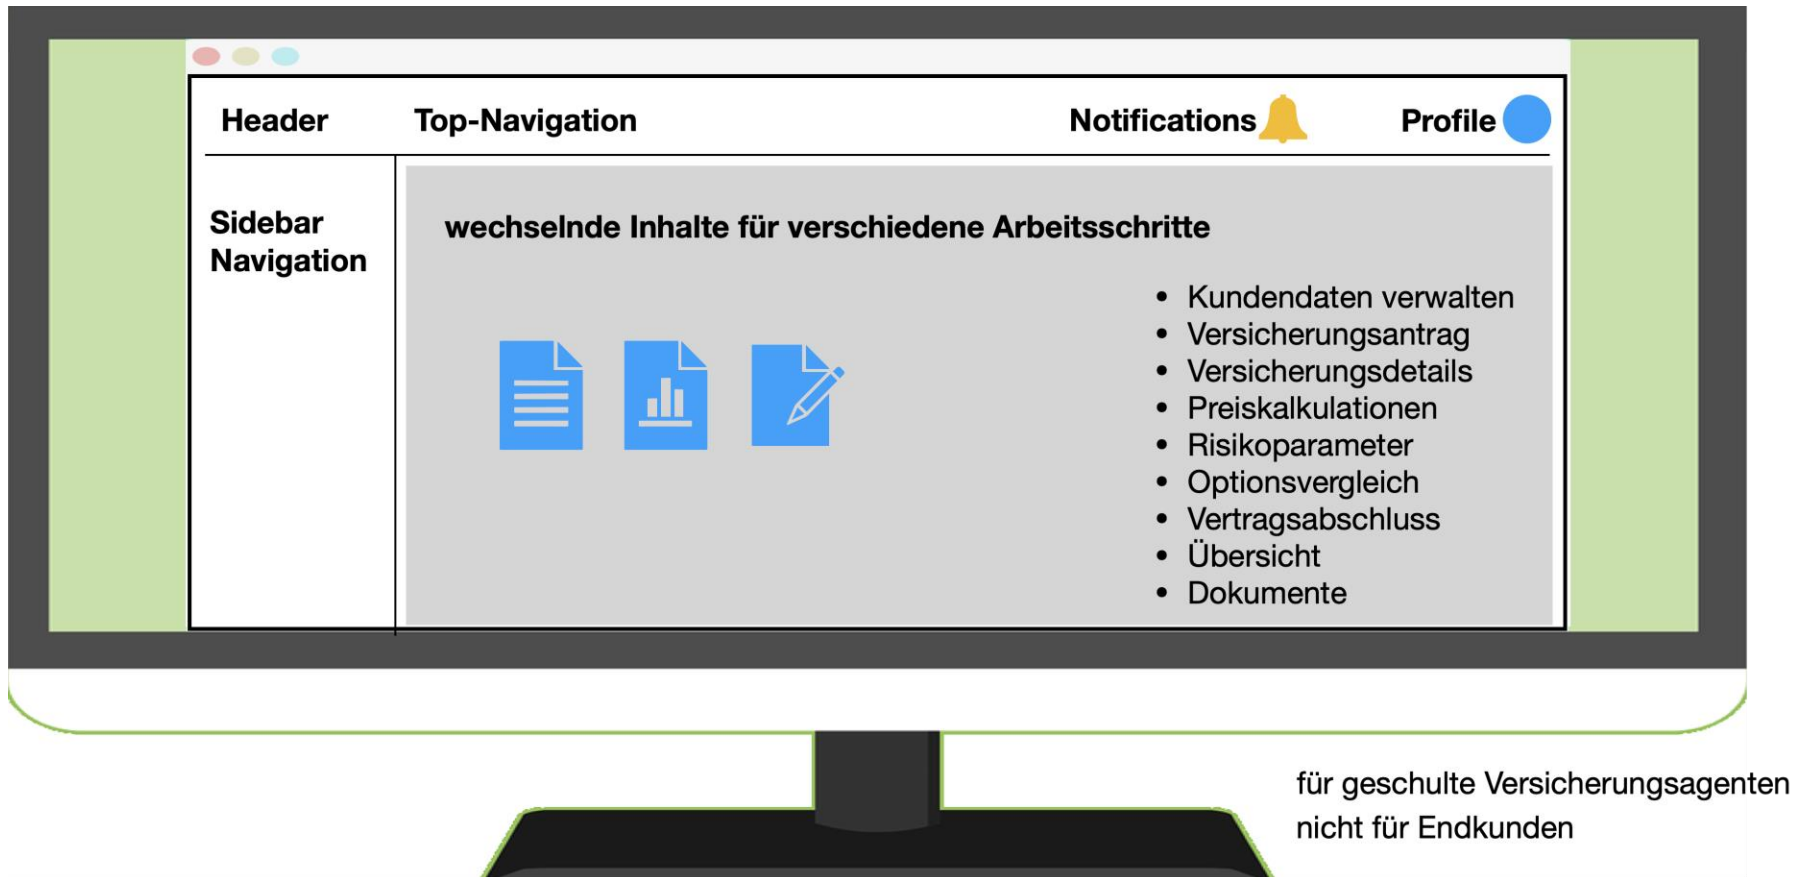 Header
Top-Navigation
Notifications
Profile
Sidebar
Navigation
wechselnde Inhalte für verschiedene Arbeitsschritte
• Kundendaten verwalten
• Versicherungsantrag
• Versicherungsdetails
• Preiskalkulationen
• Risikoparameter
• Optionsvergleich
• Vertragsabschluss
• Übersicht
• Dokumente
für geschulte Versicherungsagenten
nicht für Endkunden